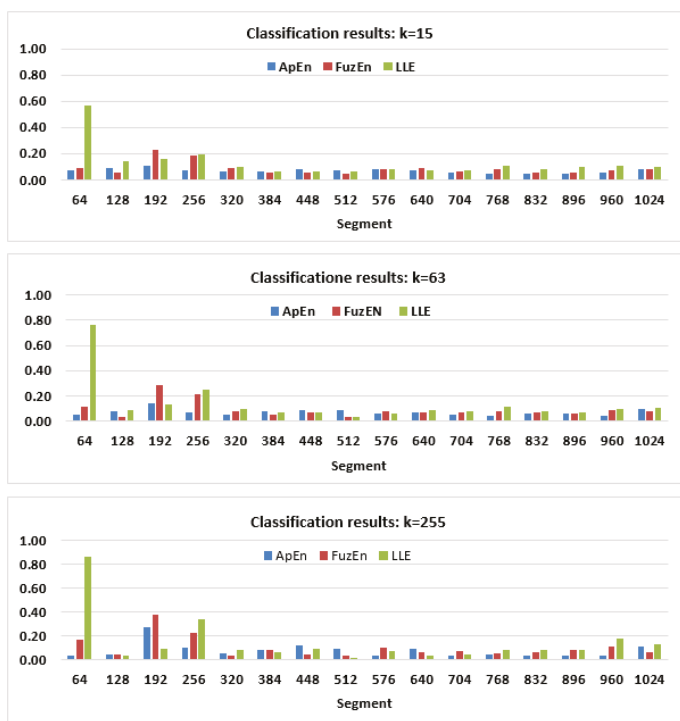 Classification results: k=15
1.00
ApEn FuzEn LLE
0.80
0.60
0.40
0.20
0.00
64 128 192 256 320 384 448 512 576 640 704 768 832 896 960 1024
Segment
Classificatione results: k=63
1.00
ApEn FuzEN LLE
0.80
0.60
0.40
0.20
0.00
64 128 192 256 320 384 448 512 576 640 704 768 832 896 960 1024
Segment
Classification results: k=255
1.00
ApEn FuzEn LLE
0.80
0.60
0.40
0.20
0.00
64 128 192 256 320 384 448 512 576 640 704 768 832 896 960 1024
Segment